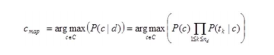 c_map = arg max_{c∈C} (P(c | d)) = arg max_{c∈C} (P(c) ∏_{1≤k≤n_d} P(t_k | c))